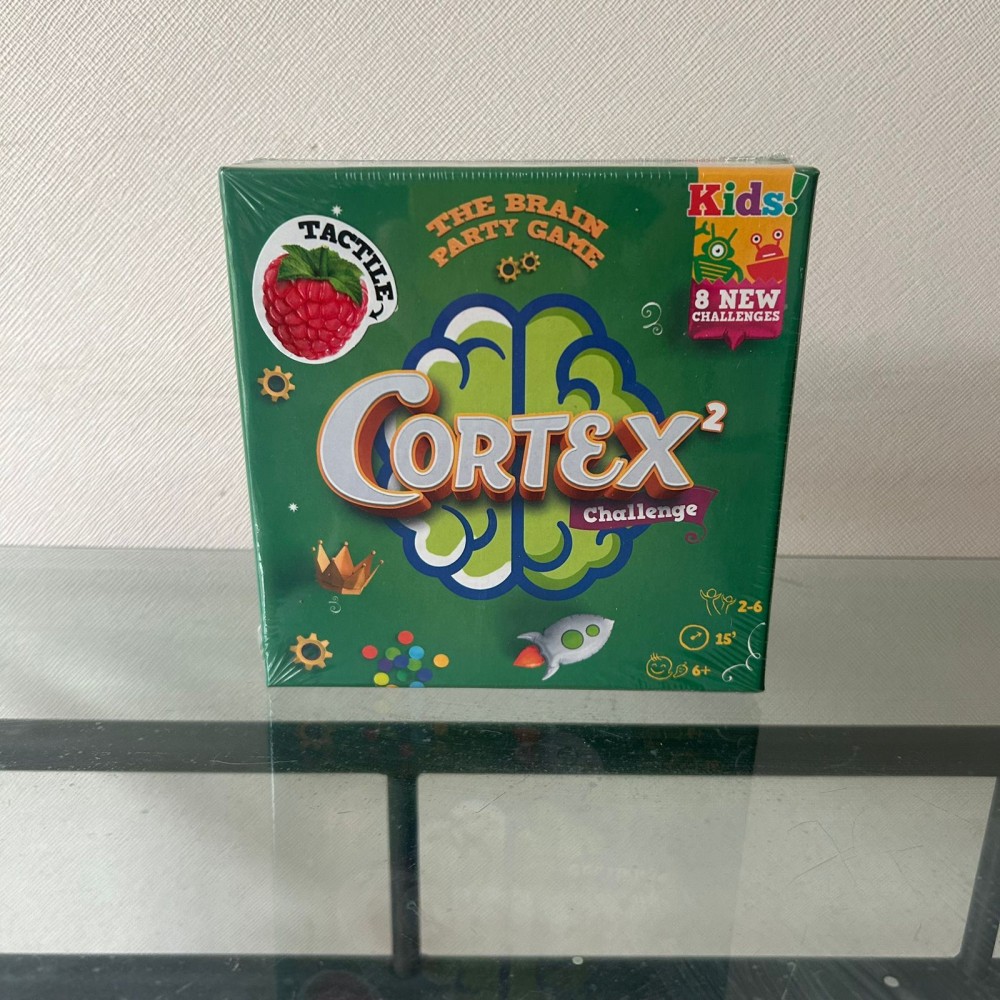 THE BRAIN
PARTY GAME
TACTILE
Kids!
8 NEW
CHALLENGES
CORTEX²
Challenge
2-6
15'
6+